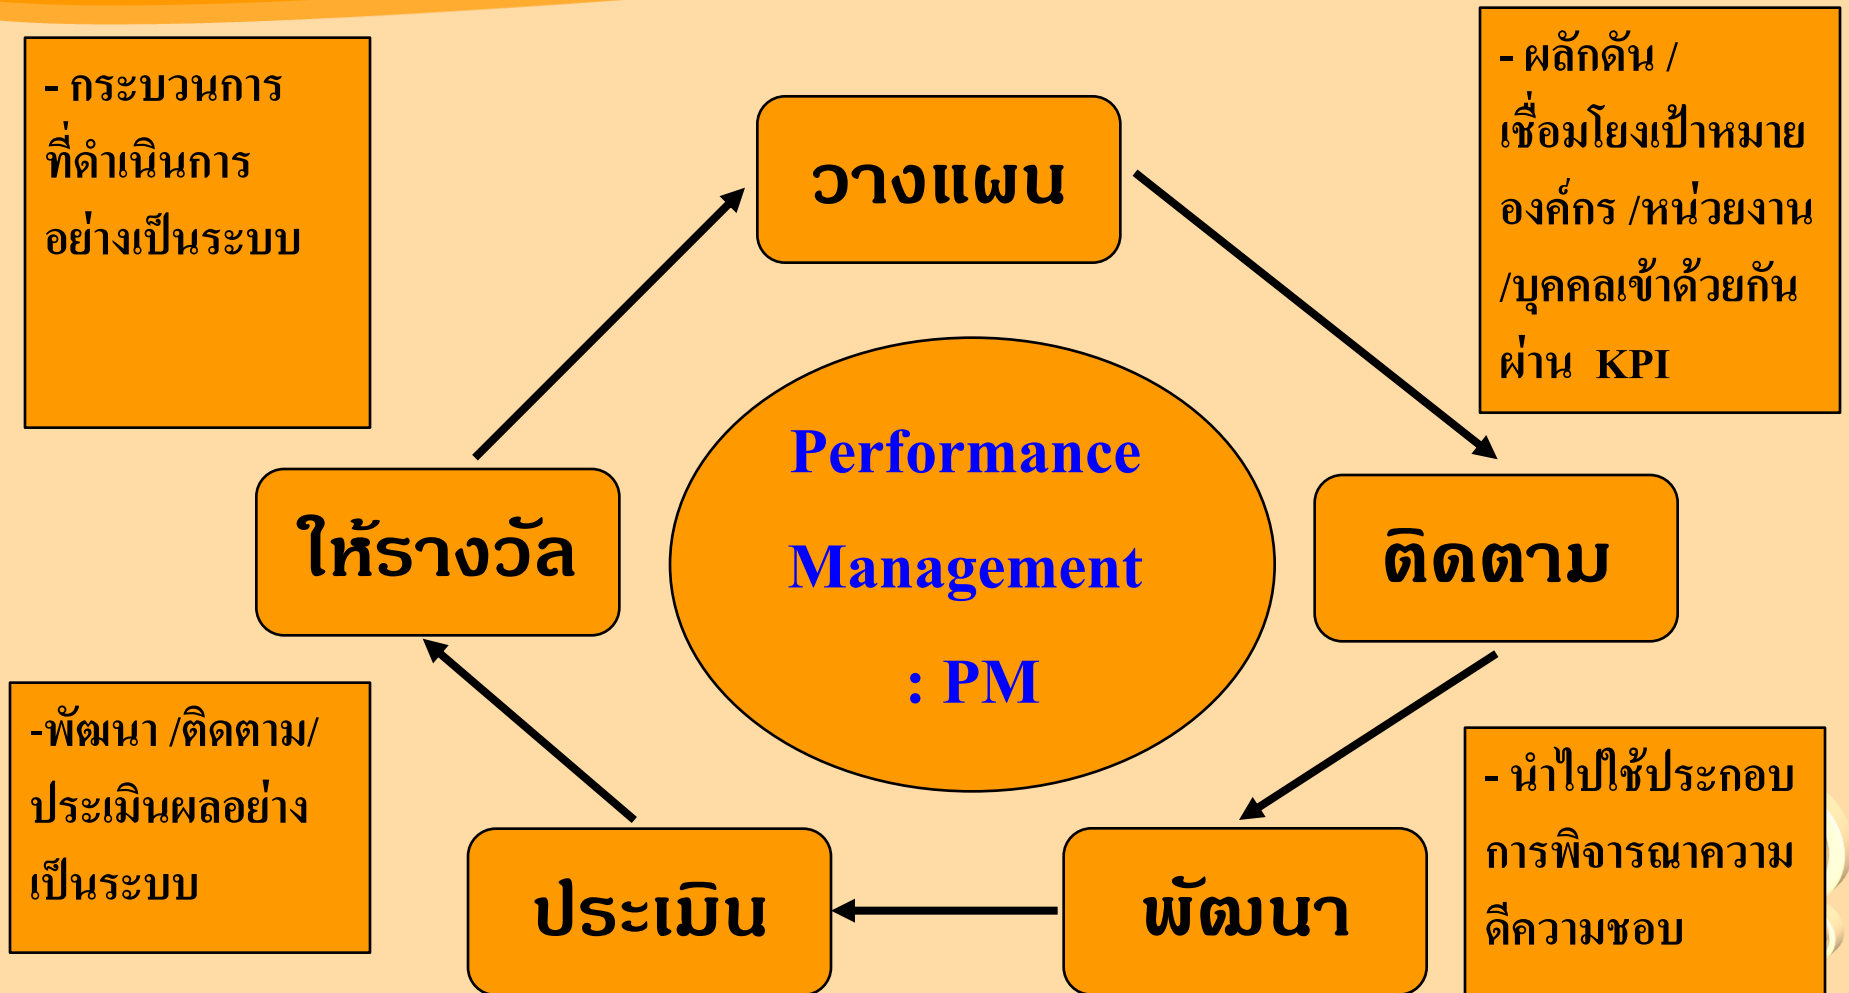 - กระบวนการ
ที่ดำเนินการ
อย่างเป็นระบบ
วางแผน
- ผลักดัน /
เชื่อมโยงเป้าหมาย
องค์กร /หน่วยงาน
/บุคคลเข้าด้วยกัน
ผ่าน KPI
Performance
Management
: PM
ให้รางวัล
ติดตาม
-พัฒนา /ติดตาม/
ประเมินผลอย่าง
เป็นระบบ
ประเมิน
พัฒนา
- นำไปใช้ประกอบ
การพิจารณาความ
ดีความชอบ